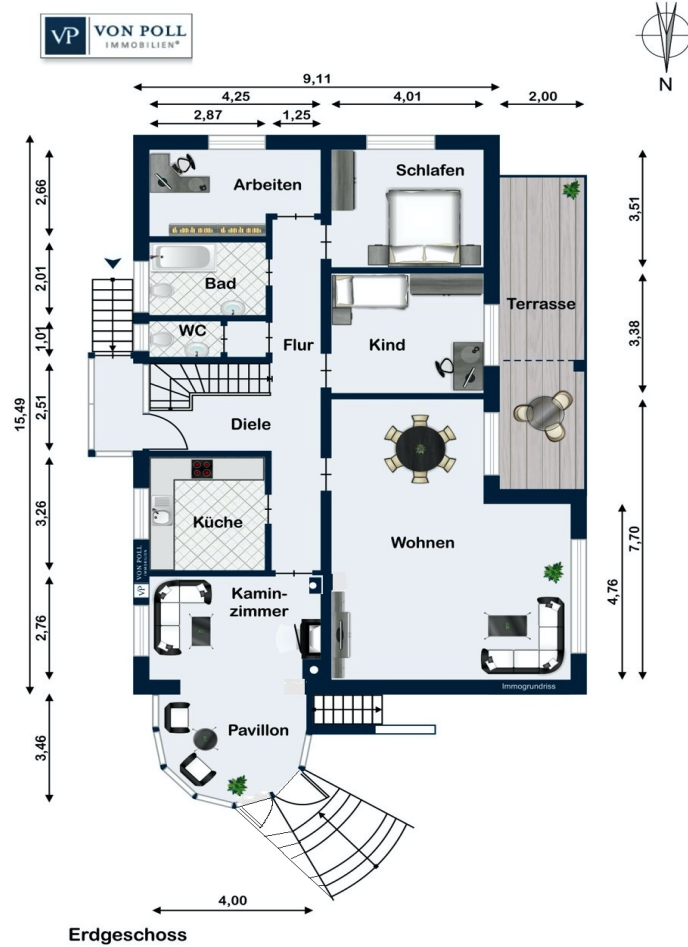 VP VON POLL
IMMOBILIEN®
N
9,11
4,25 4,01 2,00
2,87 1,25
Schlafen
Arbeiten
2,66
3,51
Bad
2,01
Terrasse
WC
1,01
Flur
Kind
3,38
15,49
2,51
Diele
Küche
3,26
Wohnen
7,70
VP VON POLL
IMMOBILIEN
4,76
Kamin-
zimmer
2,76
Immogrundriss
Pavillon
3,46
4,00
Erdgeschoss